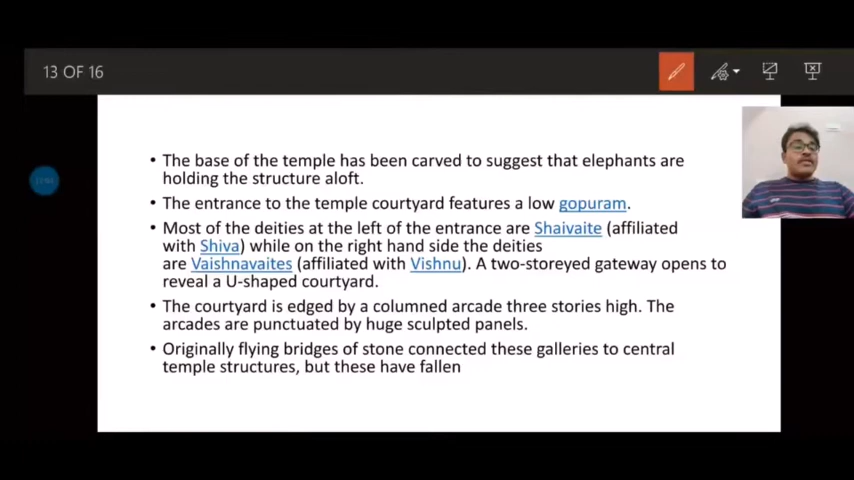 13 OF 16
• The base of the temple has been carved to suggest that elephants are
holding the structure aloft.
• The entrance to the temple courtyard features a low gopuram.
• Most of the deities at the left of the entrance are Shaivaite (affiliated
with Shiva) while on the right hand side the deities
are Vaishnavaites (affiliated with Vishnu). A two-storeyed gateway opens to
reveal a U-shaped courtyard.
• The courtyard is edged by a columned arcade three stories high. The
arcades are punctuated by huge sculpted panels.
• Originally flying bridges of stone connected these galleries to central
temple structures, but these have fallen